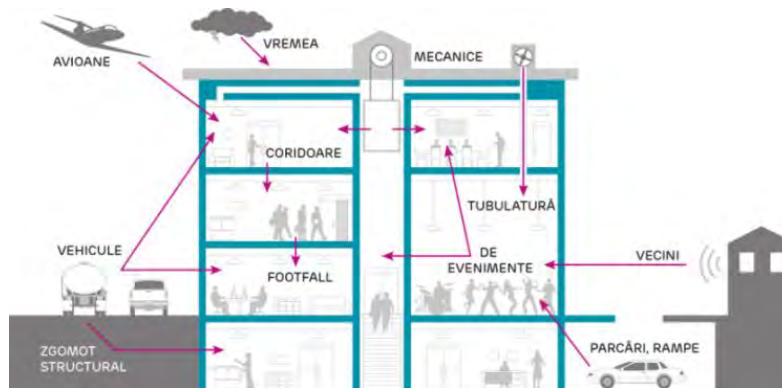 VREMEA
MECANICE
AVIOANE
CORIDOARE
TUBULATURĂ
VEHICULE
FOOTFALL
DE
EVENIMENTE
VECINI
ZGOMOT
STRUCTURAL
PARCĂRI, RAMPE